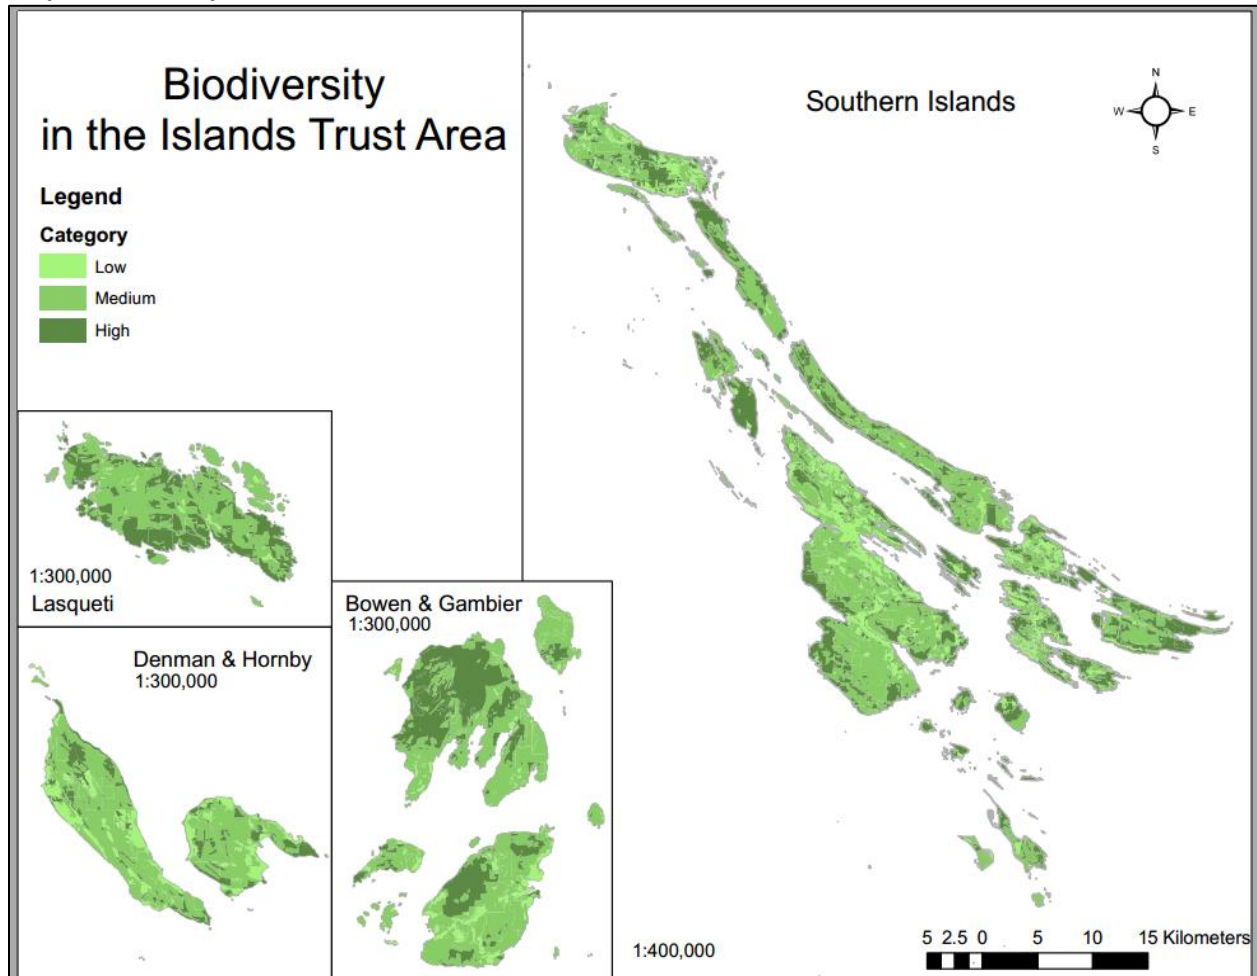 Biodiversity
in the Islands Trust Area
Legend
Category
Low
Medium
High
Southern Islands
N
W E
S
1:300,000
Lasqueti
Bowen & Gambier
1:300,000
Denman & Hornby
1:300,000
1:400,000
5 2.5 0 5 10 15 Kilometers